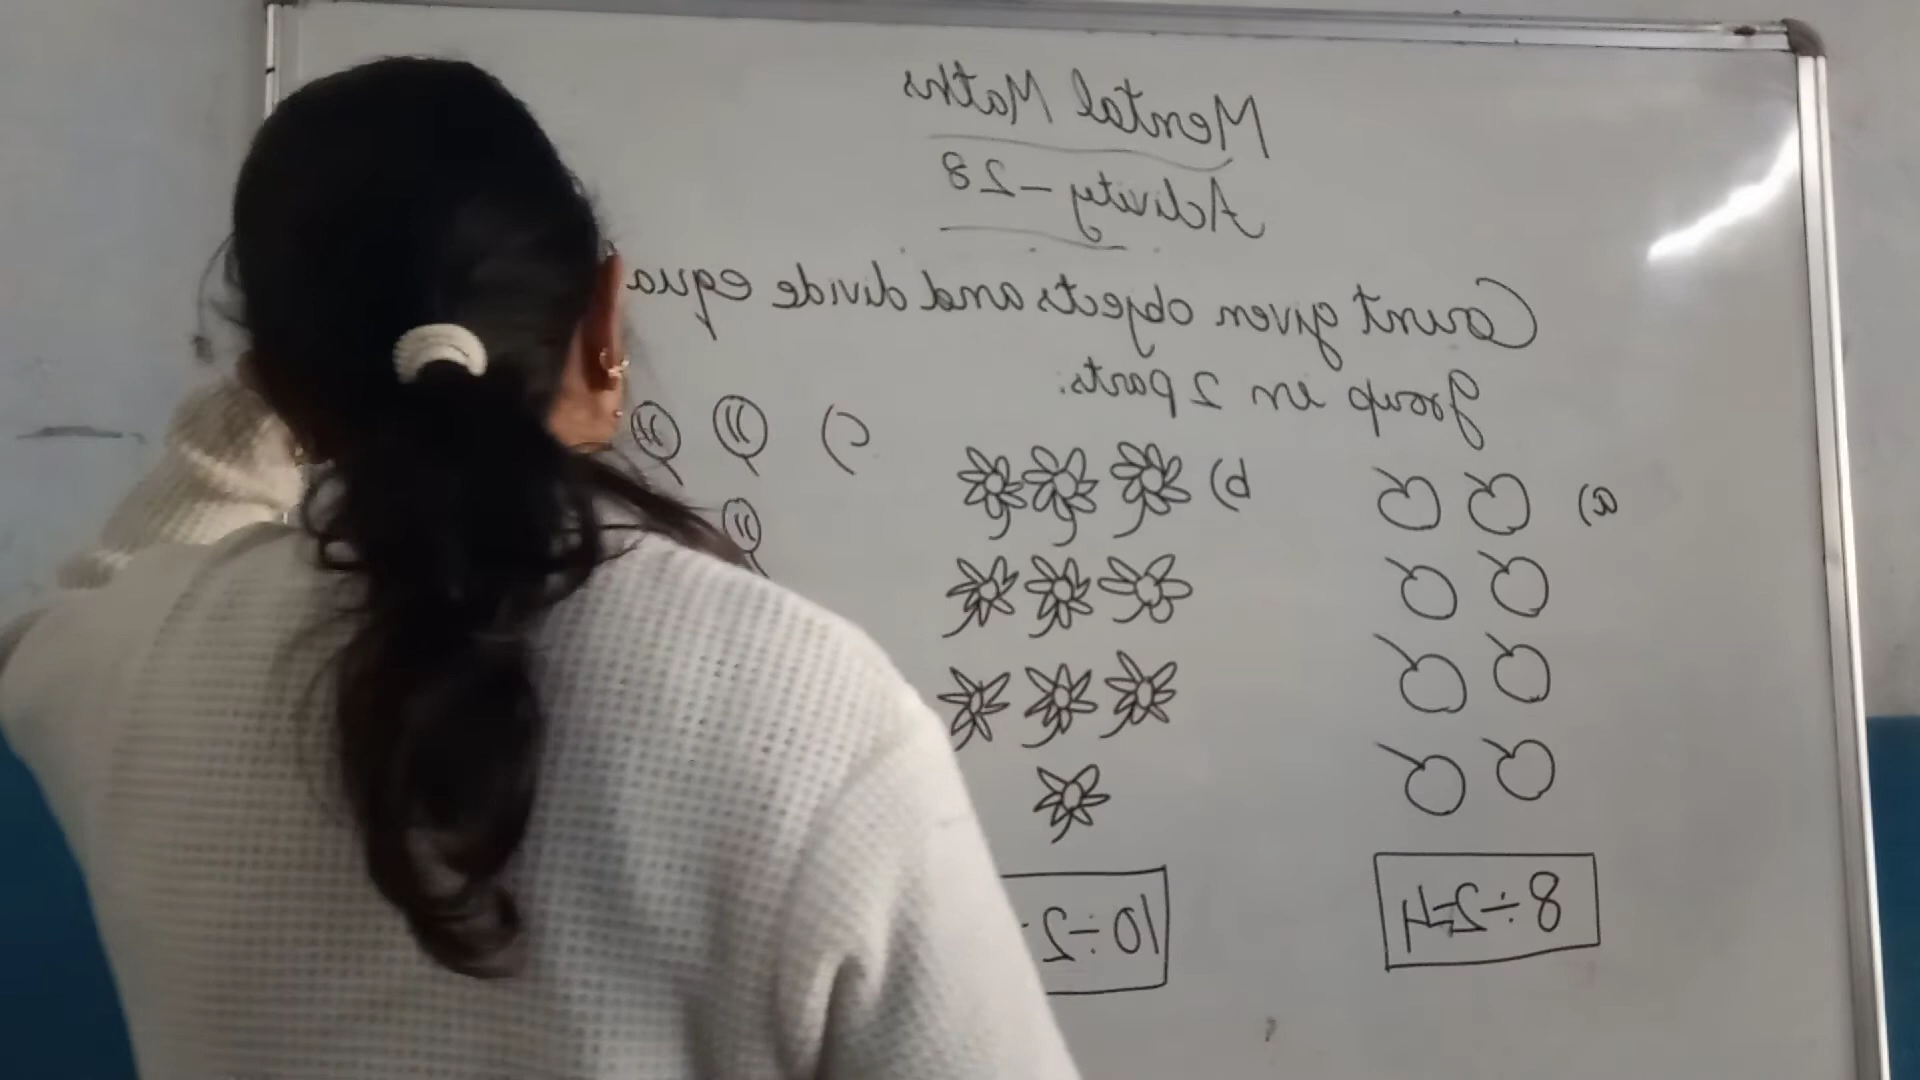 Mental Maths
Activity - 28
Count given objects and divide equa
group in 2 parts.
a)
b)
c)
8÷2=4
10÷2